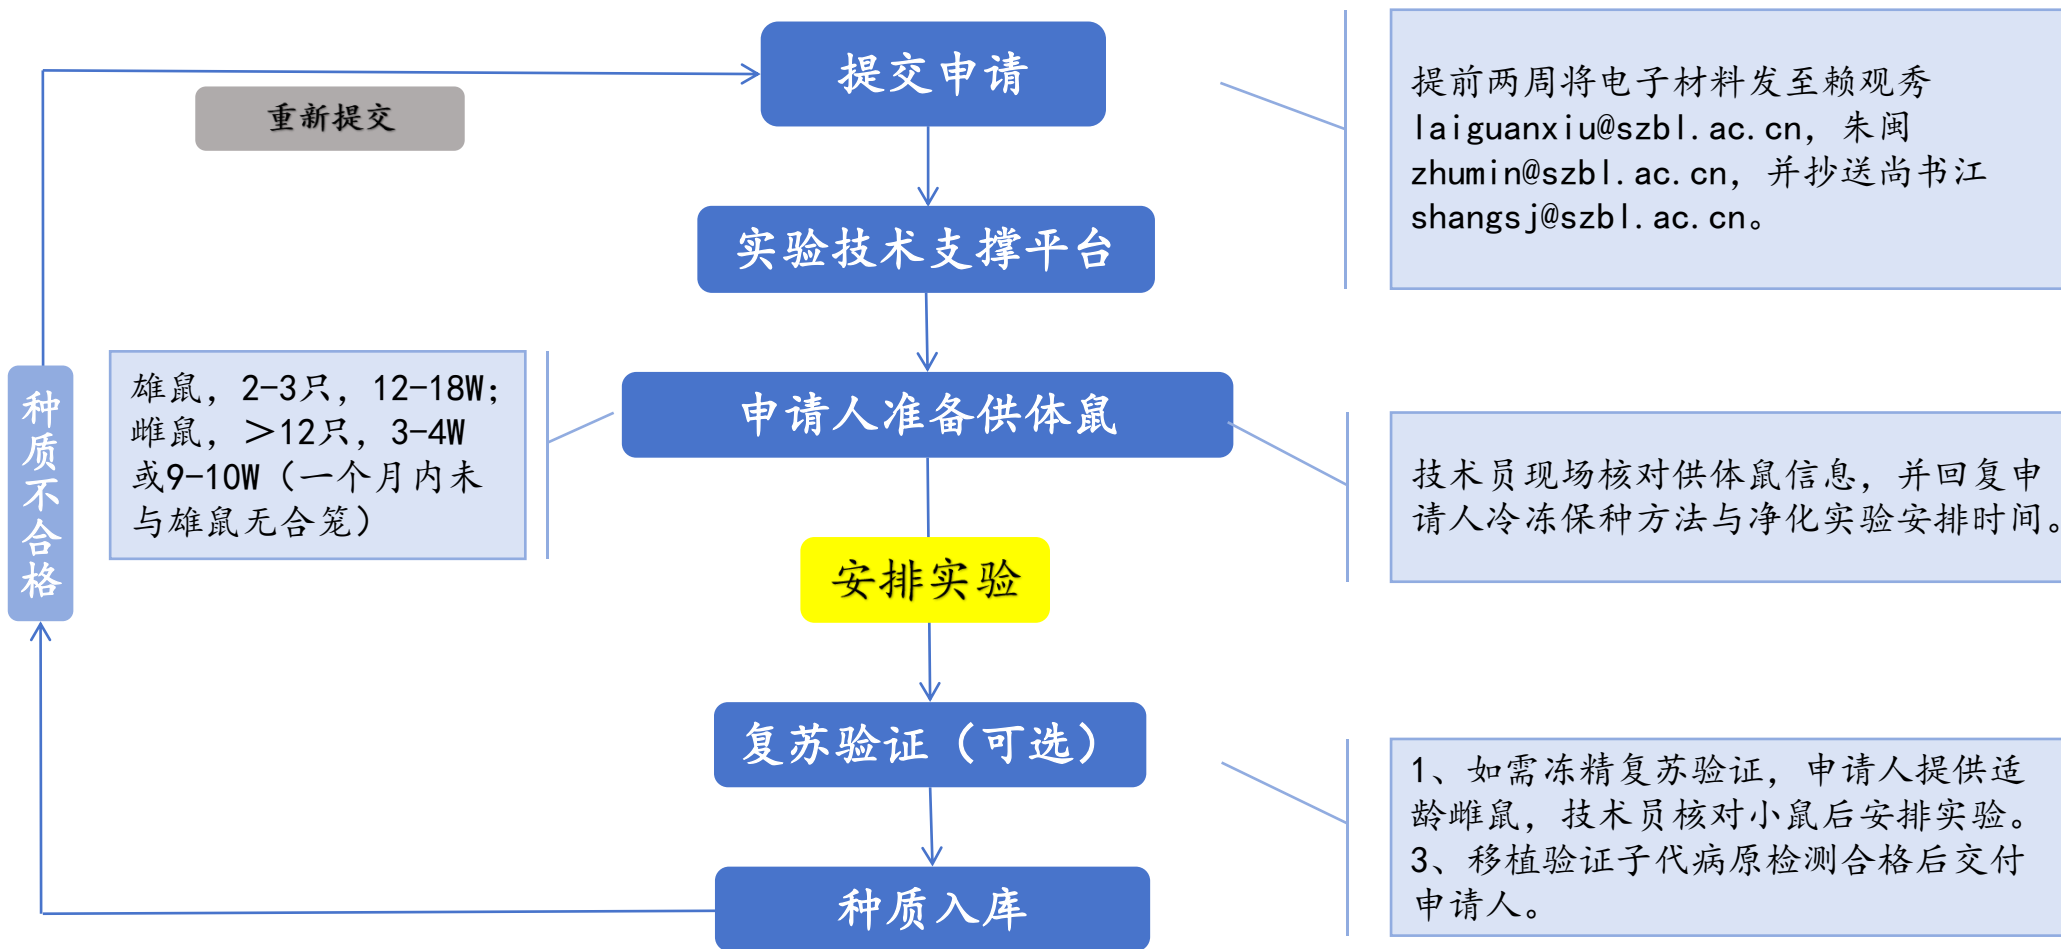 提交申请
重新提交
提前两周将电子材料发至赖观秀
laiguanxiu@szbl.ac.cn，朱闽
zhumin@szbl.ac.cn，并抄送尚书江
shangsj@szbl.ac.cn。
实验技术支撑平台
种质不合格
雄鼠，2-3只，12-18W；
雌鼠，＞12只，3-4W
或9-10W（一个月内未
与雄鼠无合笼）
申请人准备供体鼠
技术员现场核对供体鼠信息，并回复申
请人冷冻保种方法与净化实验安排时间。
安排实验
复苏验证（可选）
1、如需冻精复苏验证，申请人提供适
龄雌鼠，技术员核对小鼠后安排实验。
3、移植验证子代病原检测合格后交付
申请人。
种质入库